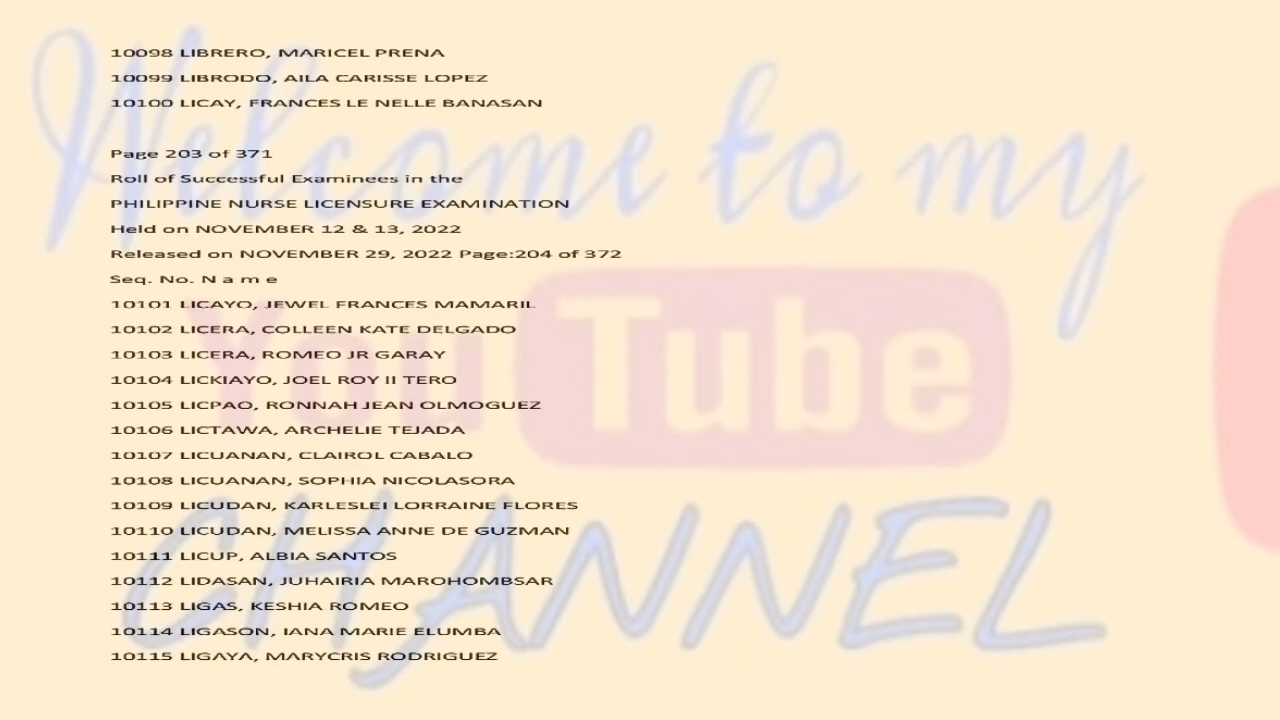 10098 LIBRERO, MARICEL PRENA
10099 LIBRODO, AILA CARISSE LOPEZ
10100 LICAY, FRANCES LE NELLE BANASAN
Page 203 of 371
Roll of Successful Examinees in the
PHILIPPINE NURSE LICENSURE EXAMINATION
Held on NOVEMBER 12 & 13, 2022
Released on NOVEMBER 29, 2022 Page:204 of 372
Seq. No. N a m e
10101 LICAYO, JEWEL FRANCES MAMARIL
10102 LICERA, COLLEEN KATE DELGADO
10103 LICERA, ROMEO JR GARAY
10104 LICKIAYO, JOEL ROY II TERO
10105 LICPAO, RONNAH JEAN OLMOGUEZ
10106 LICTAWA, ARCHELIE TEJADA
10107 LICUANAN, CLAIROL CABALO
10108 LICUANAN, SOPHIA NICOLASORA
10109 LICUDAN, KARLESLEI LORRAINE FLORES
10110 LICUDAN, MELISSA ANNE DE GUZMAN
10111 LICUP, ALBIA SANTOS
10112 LIDASAN, JUHAIRIA MAROHOMBSAR
10113 LIGAS, KESHIA ROMEO
10114 LIGASON, IANA MARIE ELUMBA
10115 LIGAYA, MARYCRIS RODRIGUEZ
Welcome to my
YouTube
CHANNEL